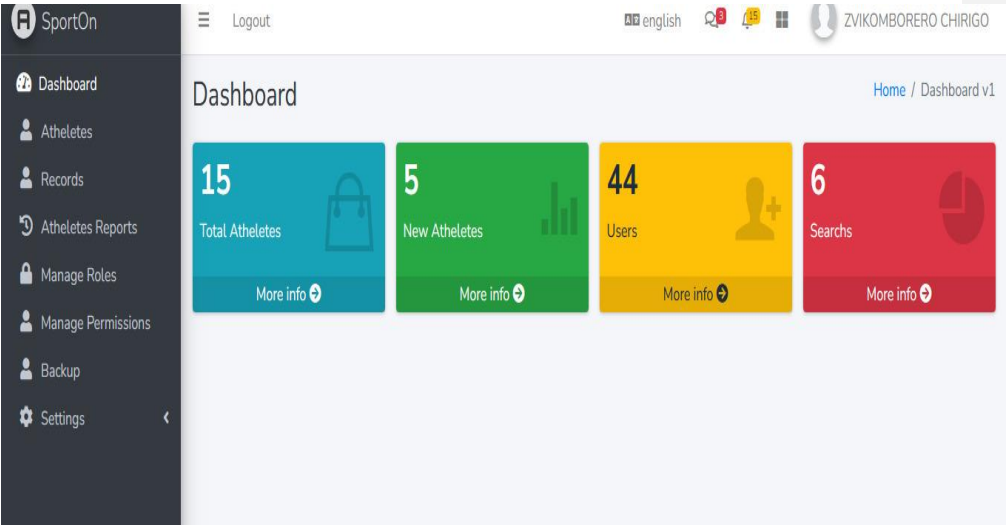 SportOn
Logout
english
3
15
ZVIKOMBORERO CHIRIGO
Dashboard
Atheletes
Records
Atheletes Reports
Manage Roles
Manage Permissions
Backup
Settings
Dashboard
Home / Dashboard v1
15
Total Atheletes
More info
5
New Atheletes
More info
44
Users
More info
6
Searchs
More info